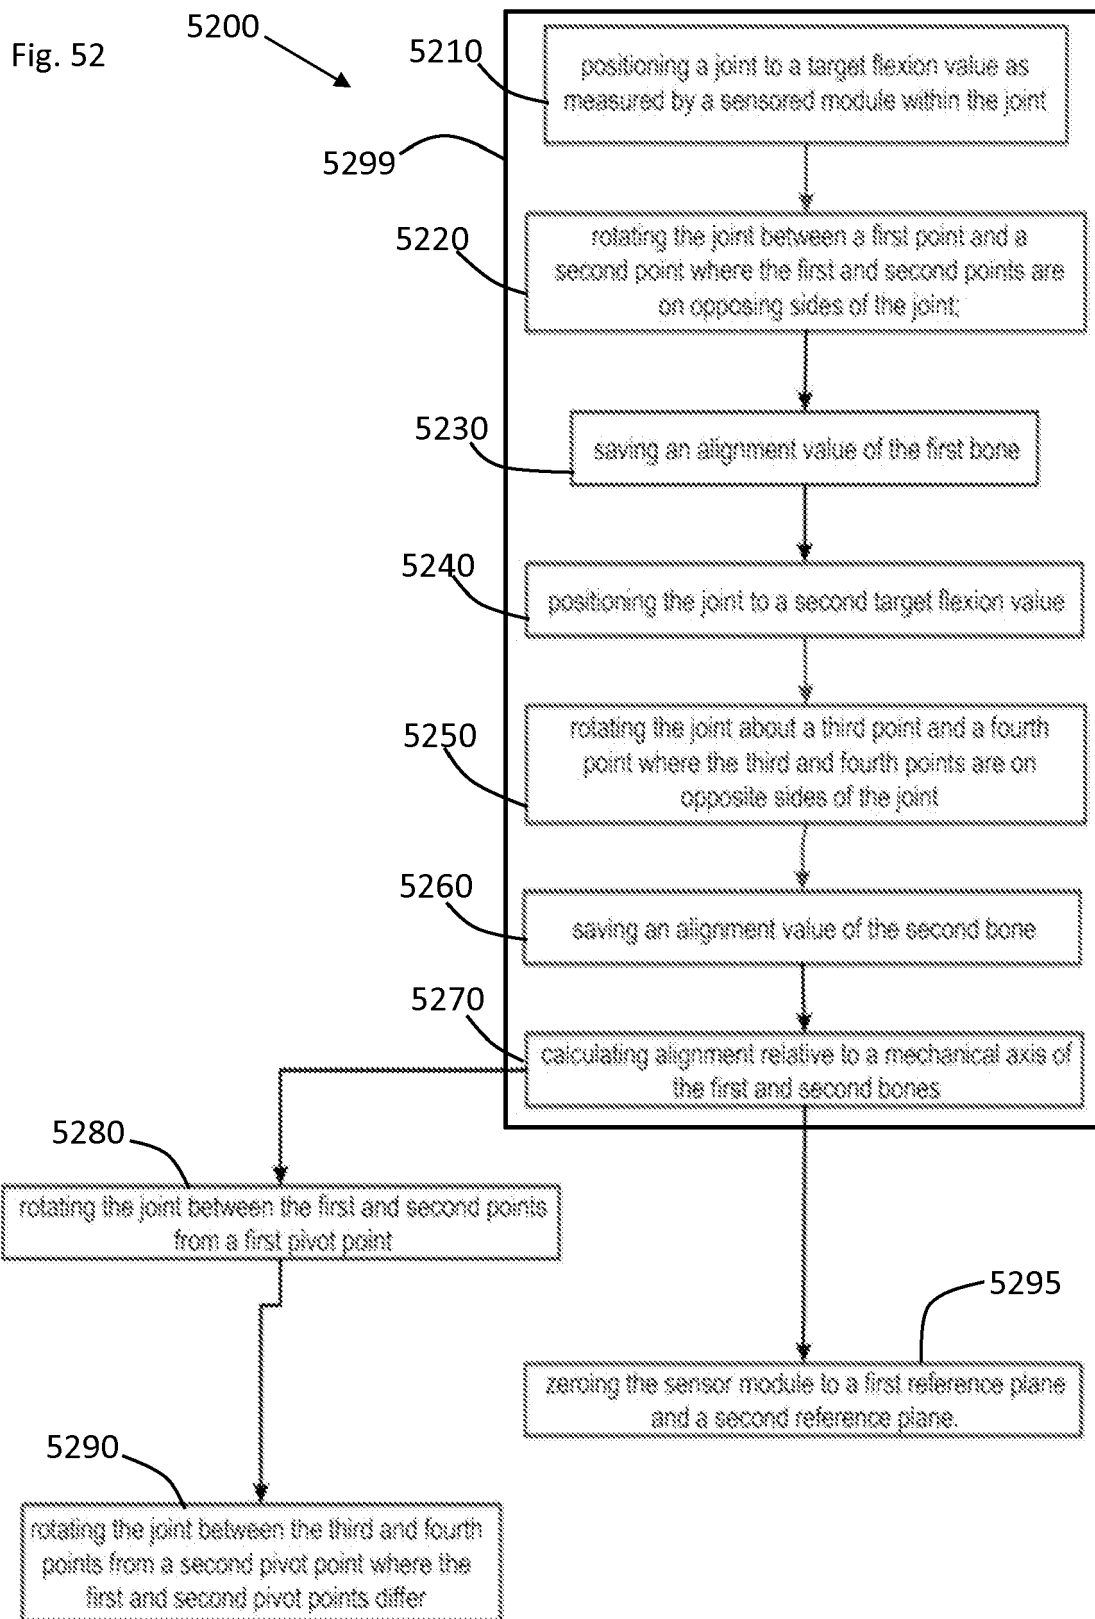 Fig. 52
5200
5210
positioning a joint to a target flexion value as
measured by a sensored module within the joint
5299
5220
rotating the joint between a first point and a
second point where the first and second points are
on opposing sides of the joint;
5230
saving an alignment value of the first bone
5240
positioning the joint to a second target flexion value
5250
rotating the joint about a third point and a fourth
point where the third and fourth points are on
opposite sides of the joint
5260
saving an alignment value of the second bone
5270
calculating alignment relative to a mechanical axis of
the first and second bones
5280
rotating the joint between the first and second points
from a first pivot point
5295
zeroing the sensor module to a first reference plane
and a second reference plane.
5290
rotating the joint between the third and fourth
points from a second pivot point where the
first and second pivot points differ